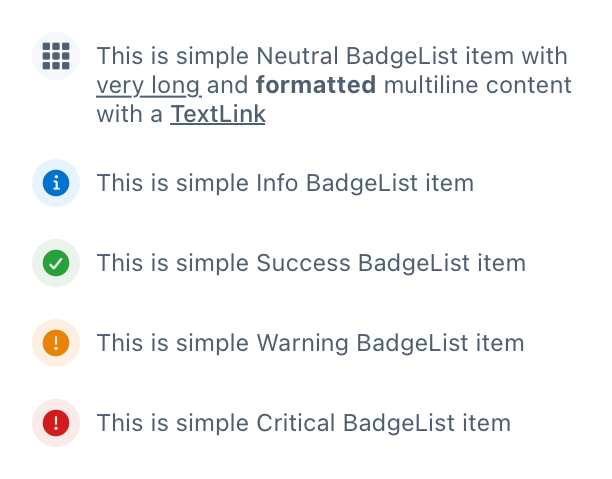 This is simple Neutral BadgeList item with
very long and formatted multiline content
with a TextLink
This is simple Info BadgeList item
This is simple Success BadgeList item
This is simple Warning BadgeList item
This is simple Critical BadgeList item